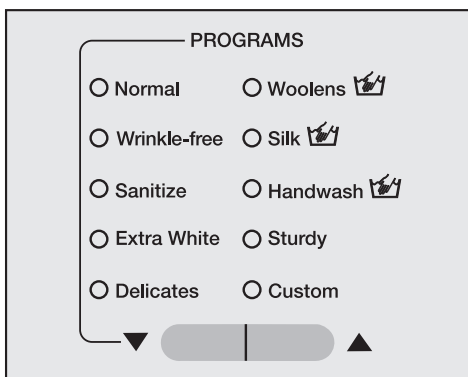 PROGRAMS
Normal
Wrinkle-free
Sanitize
Extra White
Delicates
Woolens
Silk
Handwash
Sturdy
Custom